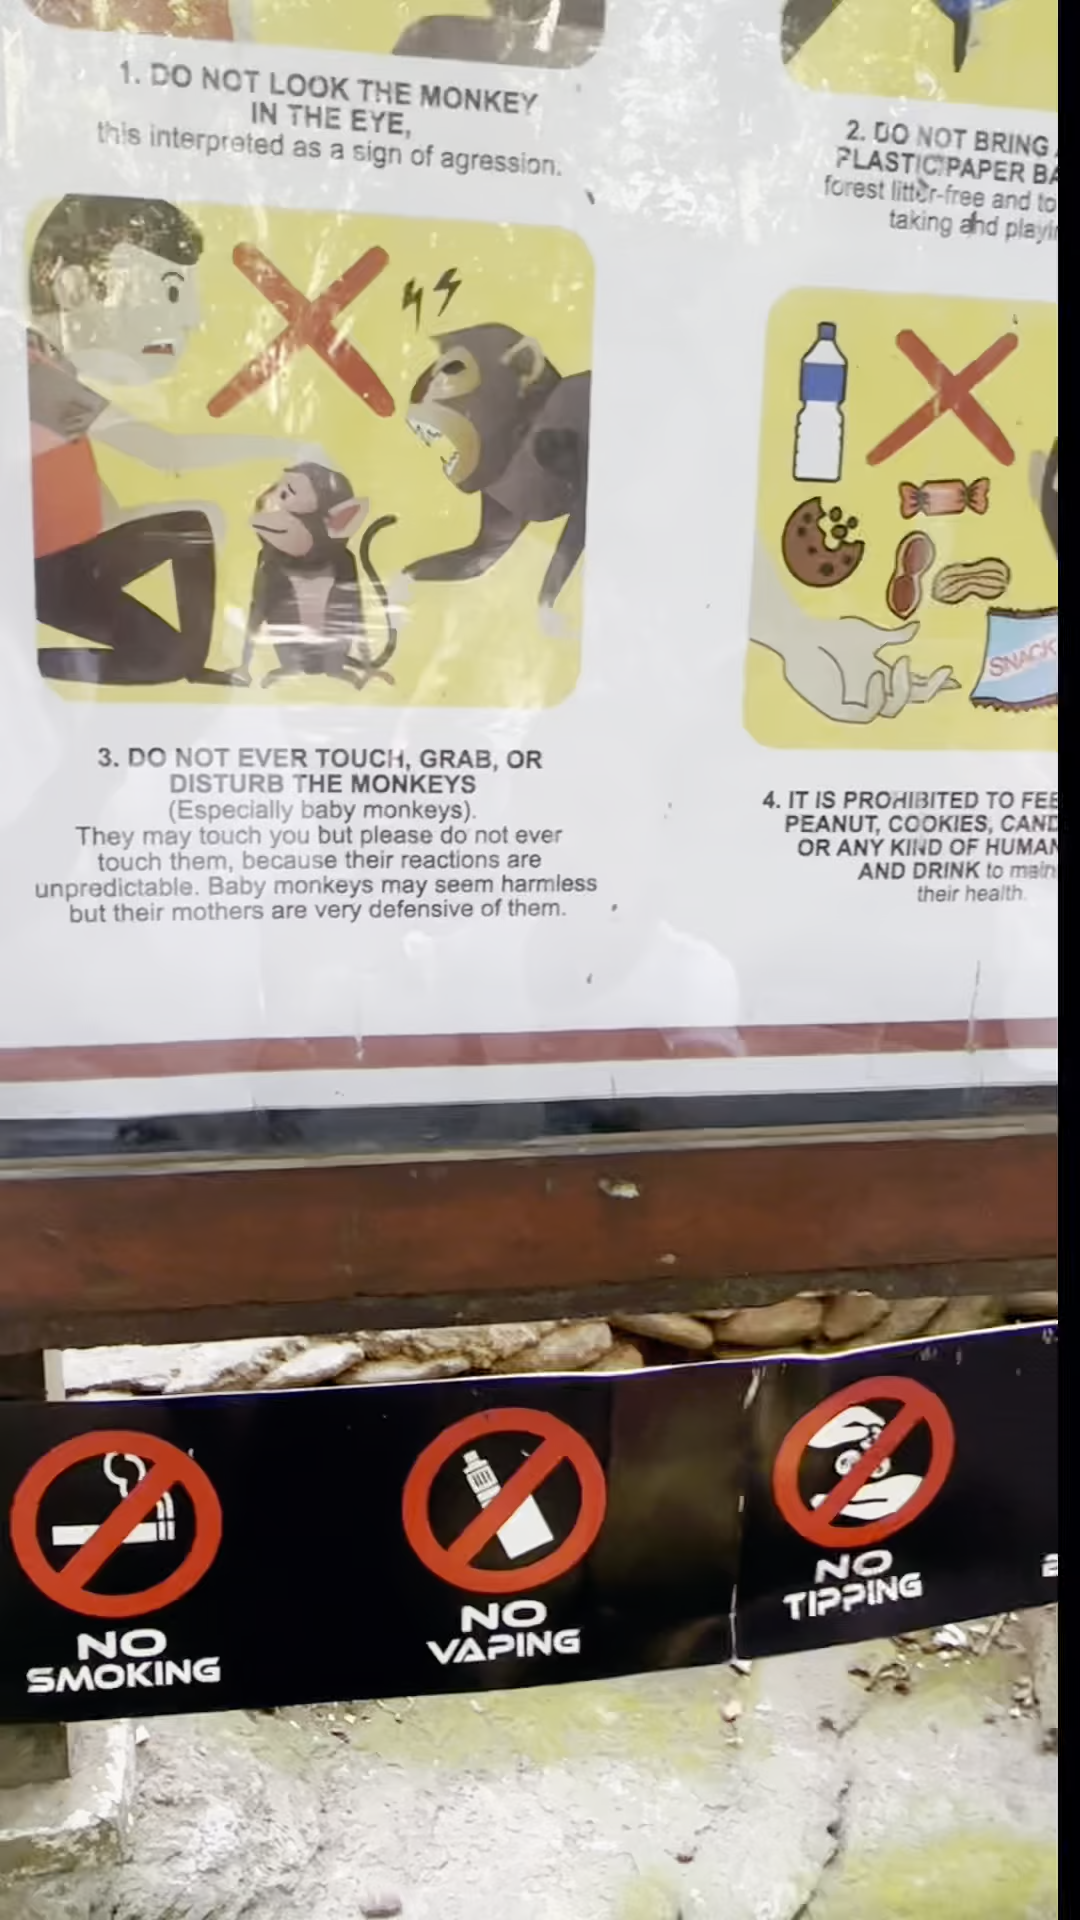 1. DO NOT LOOK THE MONKEY
IN THE EYE,
this interpreted as a sign of agression.
2. DO NOT BRING
PLASTIC/PAPER BA
forest litter-free and to
taking and playi
SNACK
3. DO NOT EVER TOUCH, GRAB, OR
DISTURB THE MONKEYS
(Especially baby monkeys).
They may touch you but please do not ever
touch them, because their reactions are
unpredictable. Baby monkeys may seem harmless
but their mothers are very defensive of them.
4. IT IS PROHIBITED TO FEE
PEANUT, COOKIES, CAND
OR ANY KIND OF HUMAN
AND DRINK to main
their health.
NO
SMOKING
NO
VAPING
NO
TIPPING